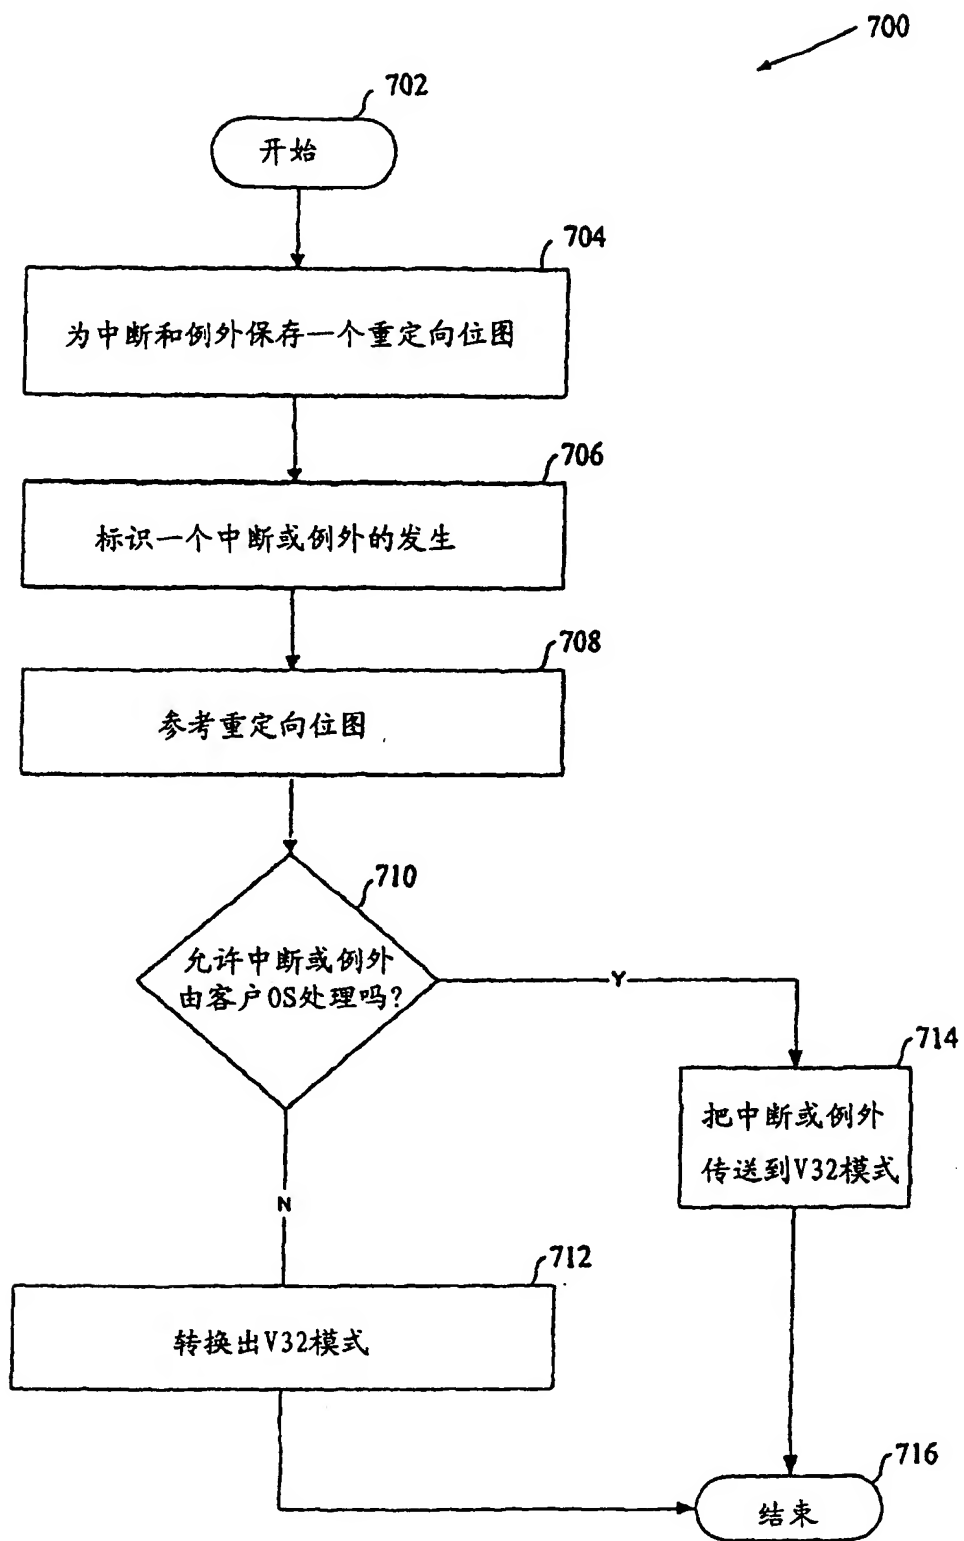 700
702
开始
704
为中断和例外保存一个重定向位图
706
标识一个中断或例外的发生
708
参考重定向位图
710
允许中断或例外
由客户OS处理吗?
Y
714
把中断或例外
传送到V32模式
N
712
转换出V32模式
716
结束